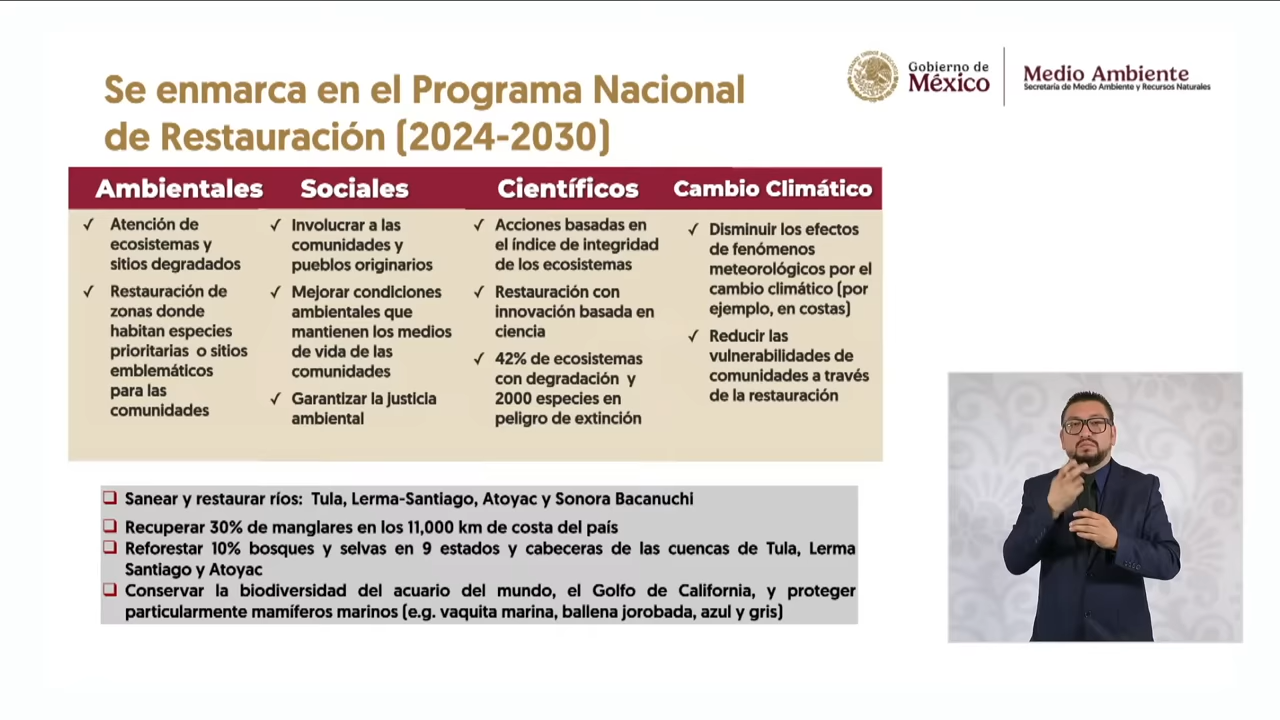 Se enmarca en el Programa Nacional
de Restauración (2024-2030)
Gobierno de
México
Medio Ambiente
Secretaría de Medio Ambiente y Recursos Naturales
Ambientales
✓ Atención de
ecosistemas y
sitios degradados
✓ Restauración de
zonas donde
habitan especies
prioritarias o sitios
emblemáticos
para las
comunidades
Sociales
✓ Involucrar a las
comunidades y
pueblos originarios
✓ Mejorar condiciones
ambientales que
mantienen los medios
de vida de las
comunidades
✓ Garantizar la justicia
ambiental
Científicos
✓ Acciones basadas en
el índice de integridad
de los ecosistemas
✓ Restauración con
innovación basada en
ciencia
✓ 42% de ecosistemas
con degradación y
2000 especies en
peligro de extinción
Cambio Climático
✓ Disminuir los efectos
de fenómenos
meteorológicos por el
cambio climático (por
ejemplo, en costas)
✓ Reducir las
vulnerabilidades de
comunidades a través
de la restauración
❑ Sanear y restaurar ríos: Tula, Lerma-Santiago, Atoyac y Sonora Bacanuchi
❑ Recuperar 30% de manglares en los 11,000 km de costa del país
❑ Reforestar 10% bosques y selvas en 9 estados y cabeceras de las cuencas de Tula, Lerma
Santiago y Atoyac
❑ Conservar la biodiversidad del acuario del mundo, el Golfo de California, y proteger
particularmente mamíferos marinos (e.g. vaquita marina, ballena jorobada, azul y gris)